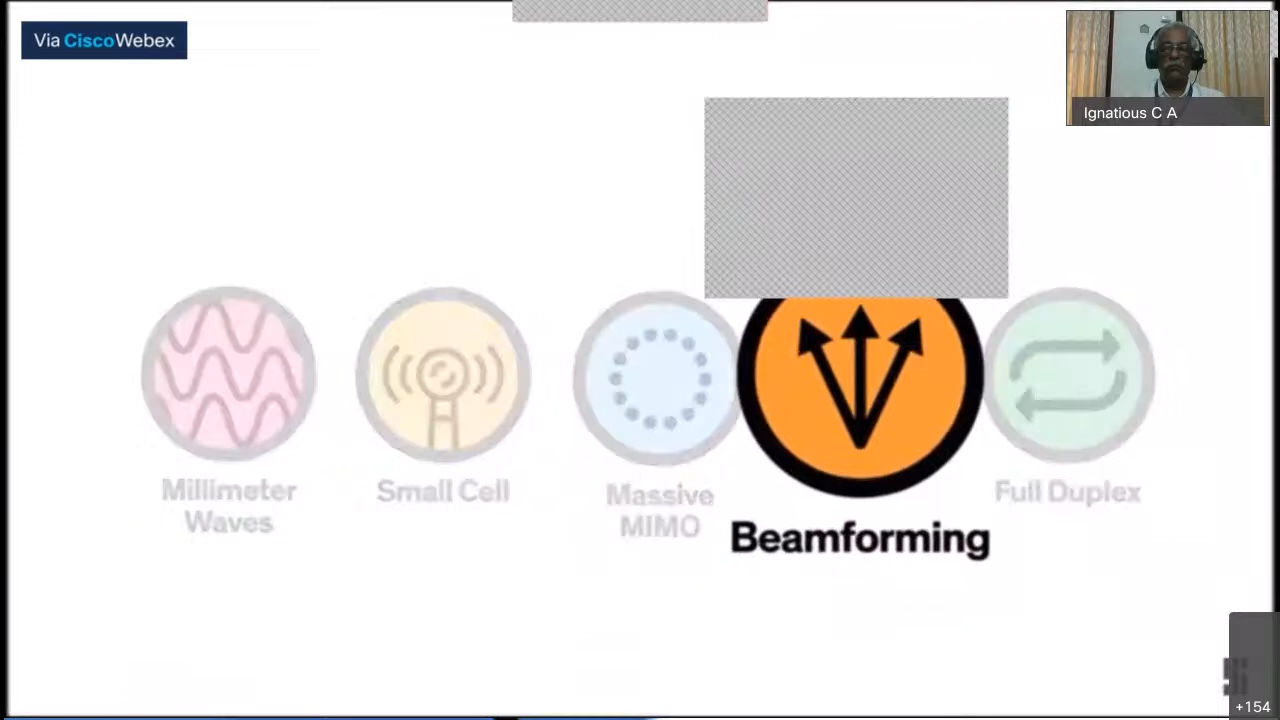 Via CiscoWebex
Ignatious C A
Millimeter
Waves
Small Cell
Massive
MIMO
Beamforming
Full Duplex
+154